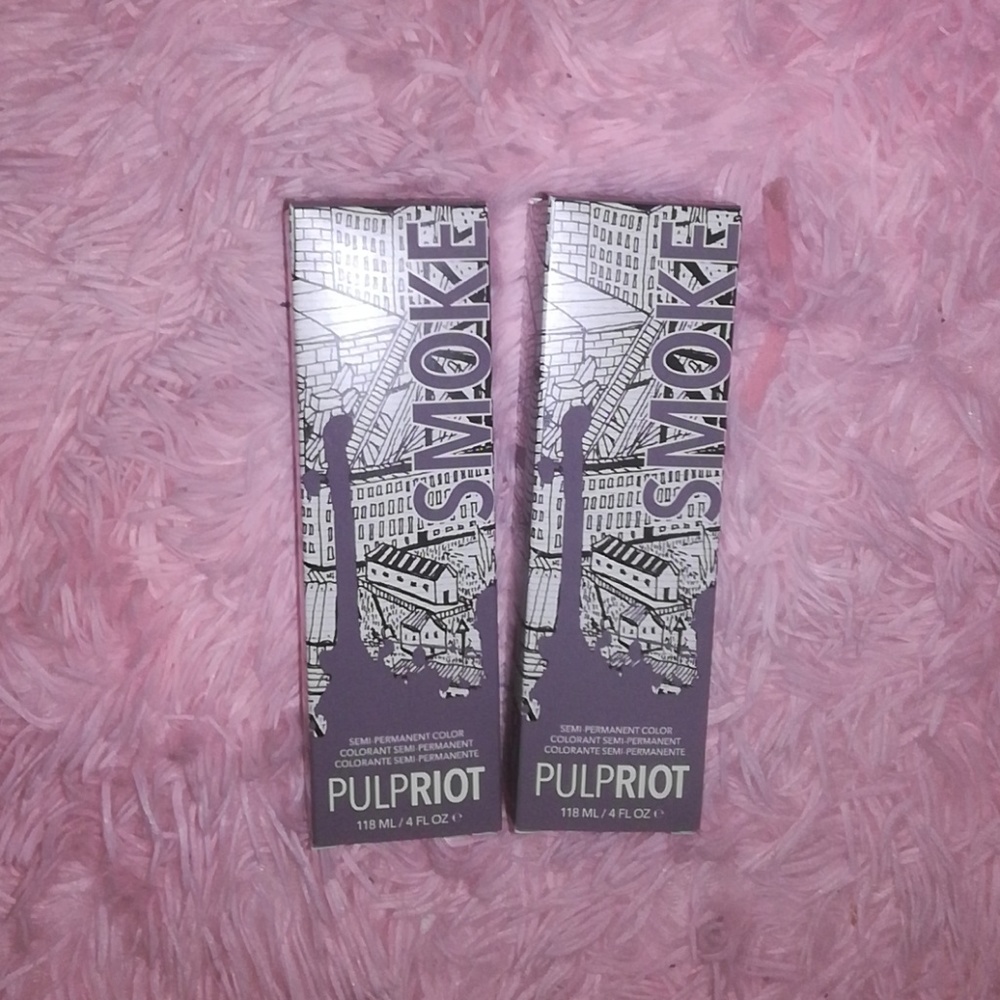 SMOKE
SEMI-PERMANENT COLOR
COLORANT SEMI-PERMANENT
COLORANTE SEMI-PERMANENTE
PULPRIOT
118 ML / 4 FL OZ ℮
SMOKE
SEMI-PERMANENT COLOR
COLORANT SEMI-PERMANENT
COLORANTE SEMI-PERMANENTE
PULPRIOT
118 ML / 4 FL OZ ℮